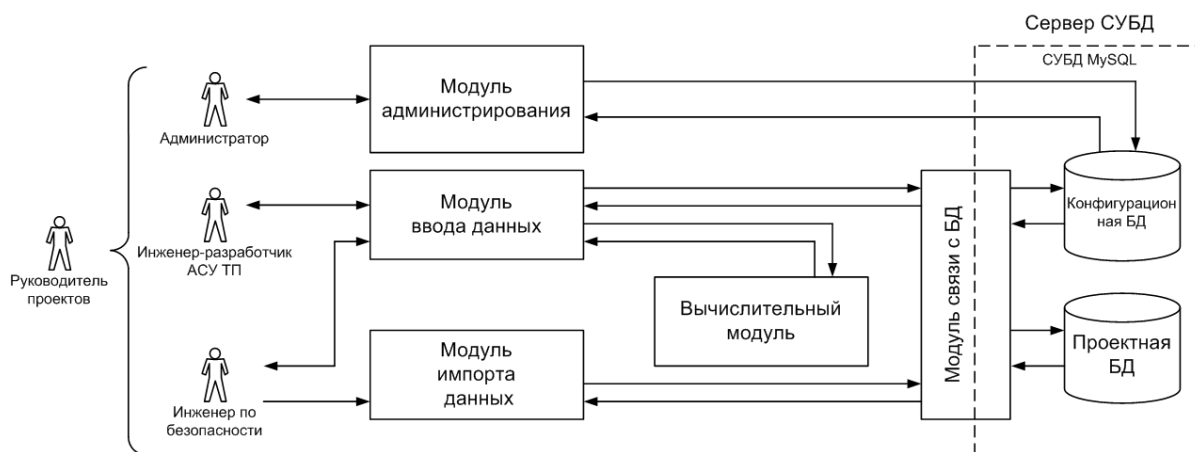 Сервер СУБД
СУБД MySQL
Модуль
администрирования
Администратор
Модуль
ввода данных
Инженер-разработчик
АСУ ТП
Руководитель
проектов
Модуль связи с БД
Конфигурацион
ная БД
Вычислительный
модуль
Проектная
БД
Модуль
импорта
данных
Инженер по
безопасности